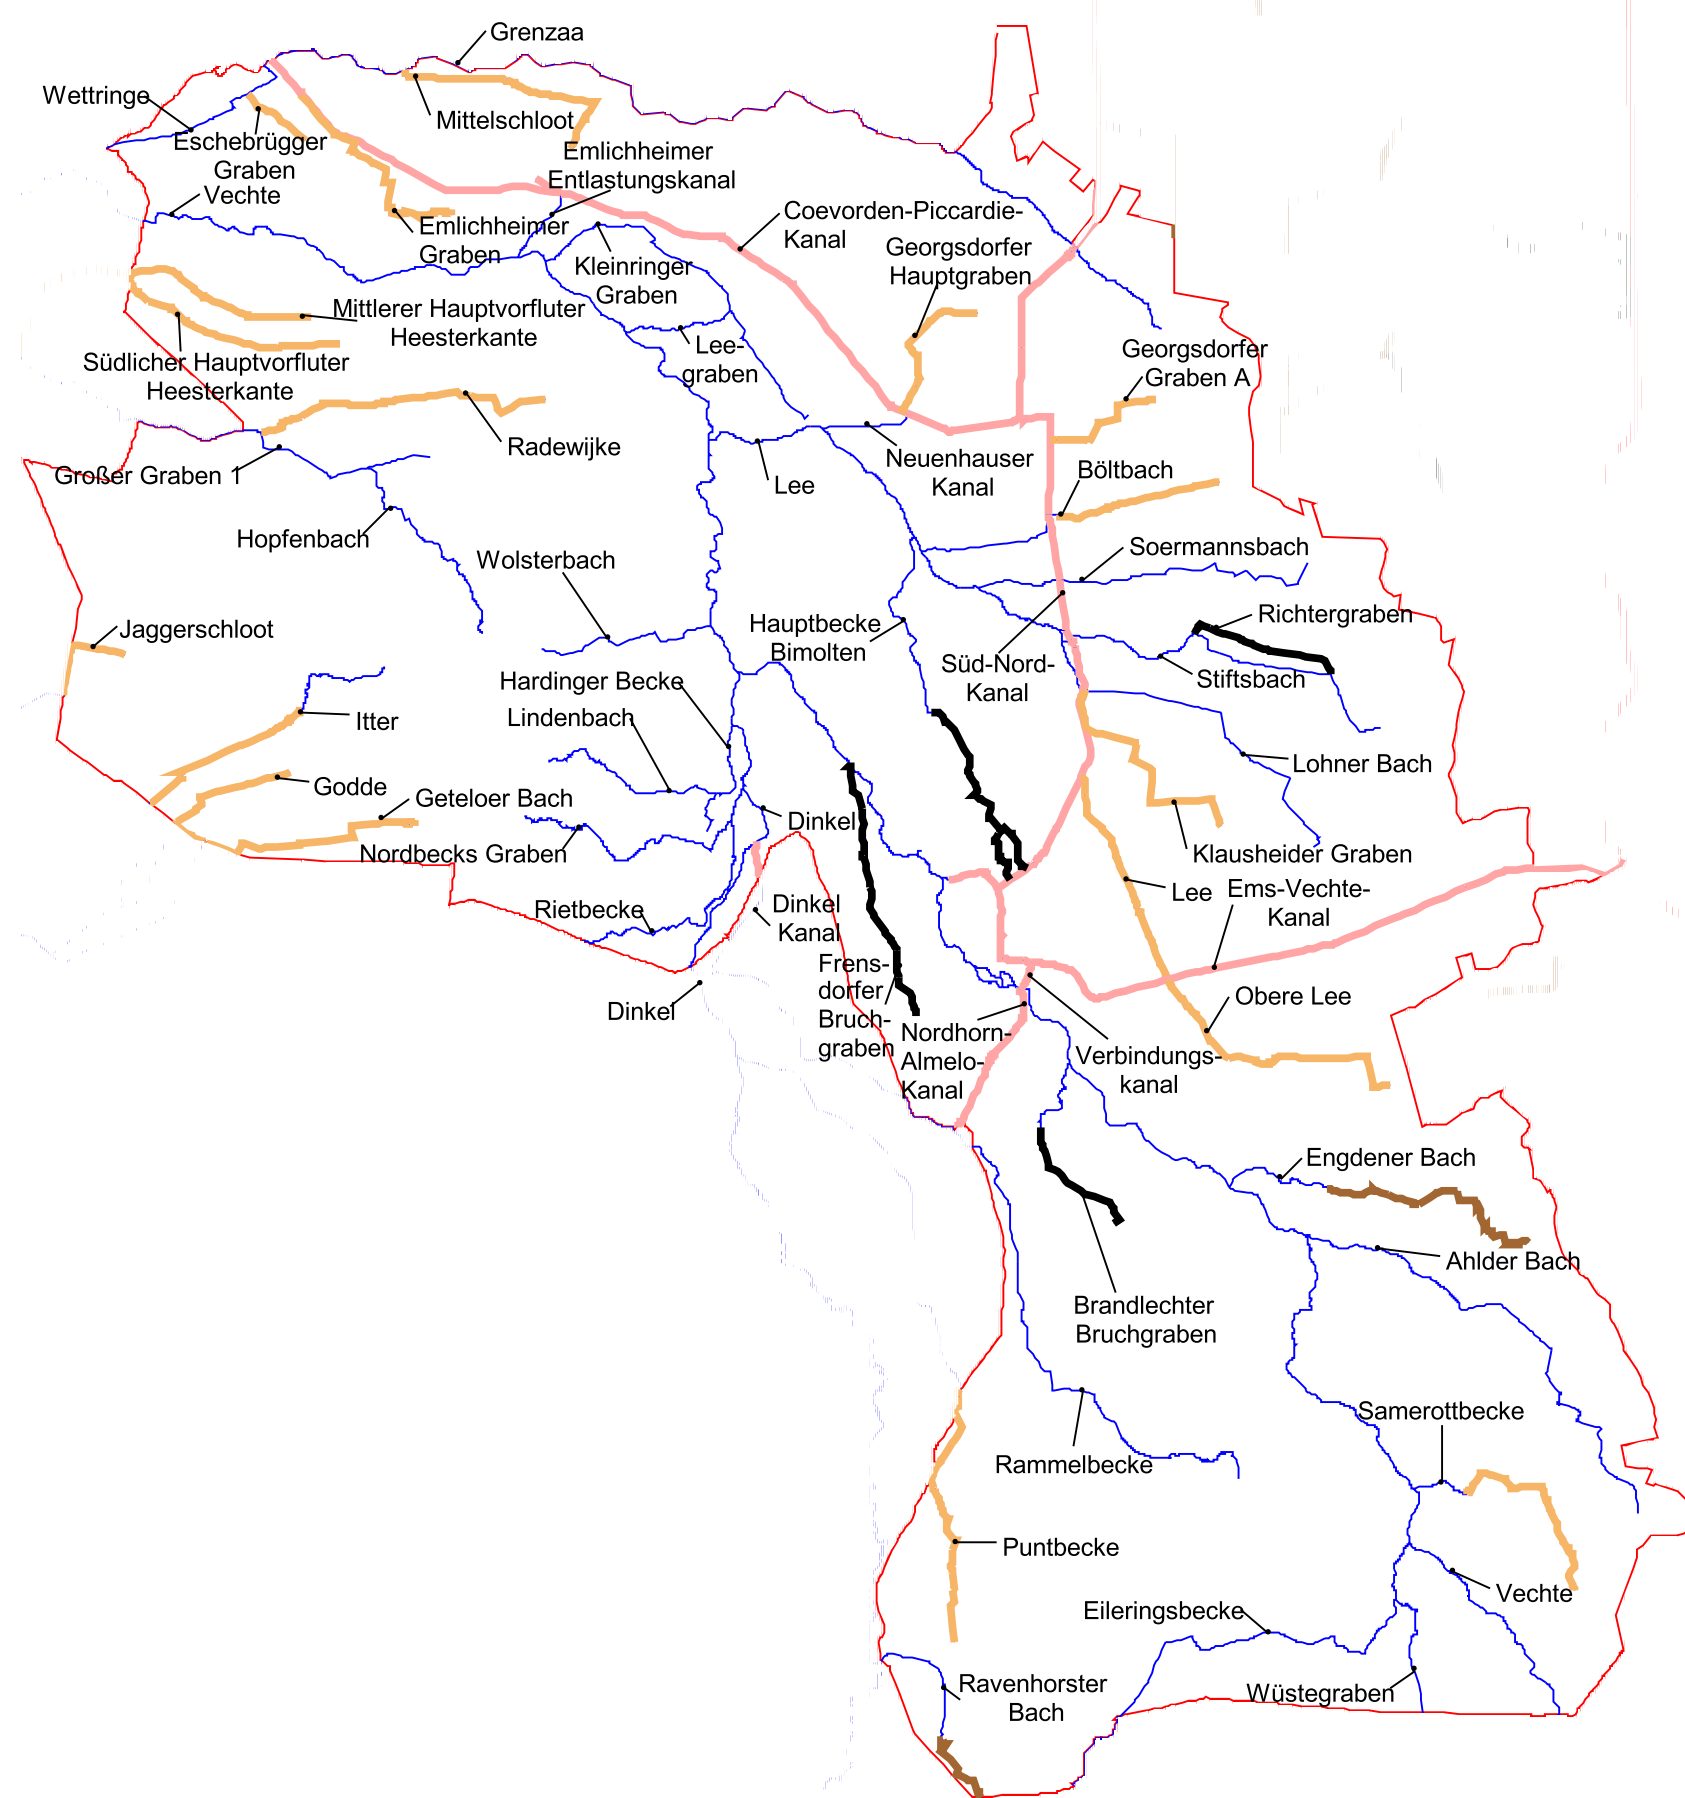 Grenzaa
Wettringe
Mittelschloot
Eschebrügger
Graben
Emlichheimer
Entlastungskanal
Vechte
Emlichheimer
Graben
Coevorden-Piccardie-
Kanal
Georgsdorfer
Hauptgraben
Kleinringer
Graben
Mittlerer Hauptvorfluter
Heesterkante
Lee-
graben
Südlicher Hauptvorfluter
Heesterkante
Georgsdorfer
Graben A
Radewijke
Großer Graben 1
Neuenhauser
Kanal
Lee
Böltbach
Hopfenbach
Wolsterbach
Soermannsbach
Richtergraben
Jaggerschloot
Hauptbecke
Bimolten
Süd-Nord-
Kanal
Stiftsbach
Hardinger Becke
Lindenbach
Itter
Lohner Bach
Godde
Geteloer Bach
Dinkel
Nordbecks Graben
Klausheider Graben
Lee
Ems-Vechte-
Kanal
Rietbecke
Dinkel
Kanal
Frens-
dorfer
Bruch-
graben
Dinkel
Obere Lee
Nordhorn-
Almelo-
Kanal
Verbindungs-
kanal
Engdener Bach
Ahlder Bach
Brandlechter
Bruchgraben
Samerottbecke
Rammelbecke
Puntbecke
Vechte
Eileringsbecke
Ravenhorster
Bach
Wüstegraben